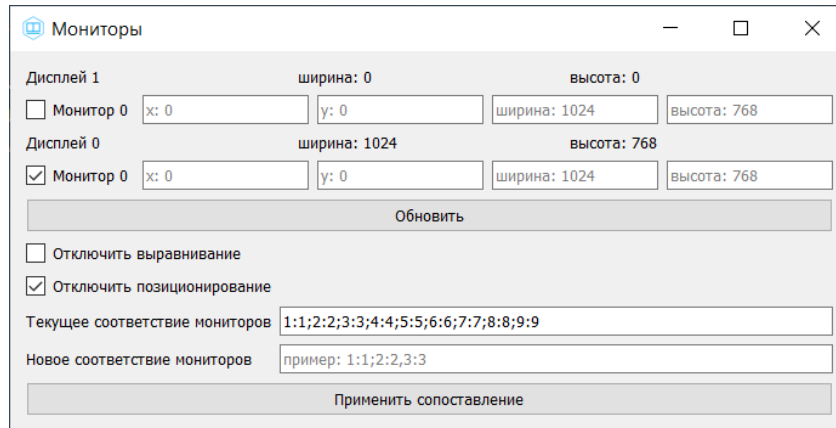 Мониторы
Дисплей 1 ширина: 0 высота: 0
Монитор 0 x: 0 y: 0 ширина: 1024 высота: 768
Дисплей 0 ширина: 1024 высота: 768
Монитор 0 x: 0 y: 0 ширина: 1024 высота: 768
Обновить
Отключить выравнивание
Отключить позиционирование
Текущее соответствие мониторов 1:1;2:2;3:3;4:4;5:5;6:6;7:7;8:8;9:9
Новое соответствие мониторов пример: 1:1;2:2,3:3
Применить сопоставление